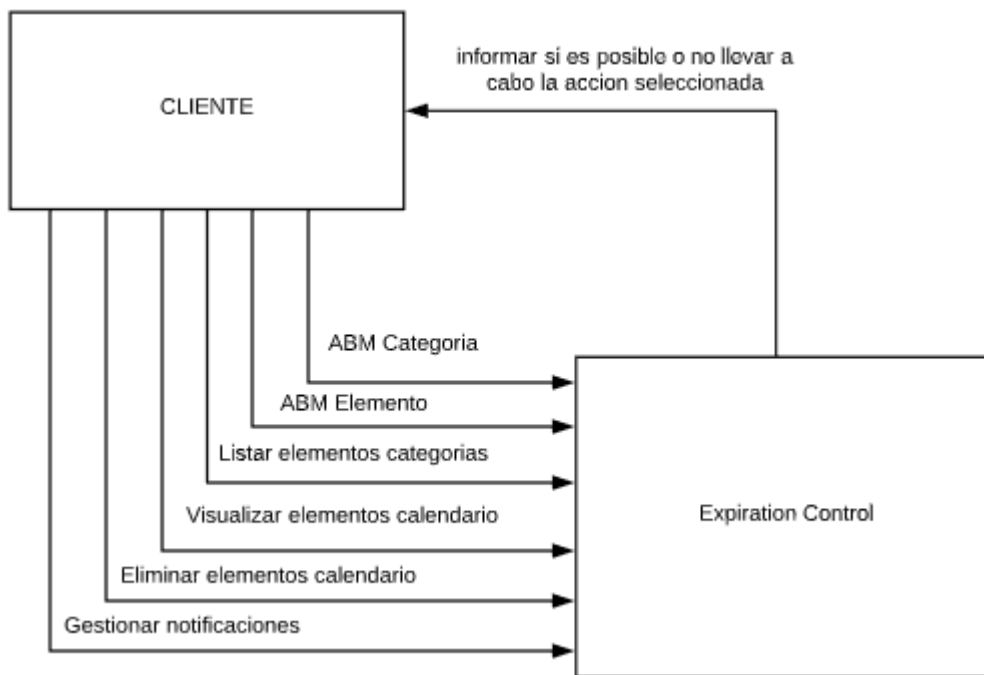 informar si es posible o no llevar a
cabo la accion seleccionada
CLIENTE
ABM Categoria
ABM Elemento
Listar elementos categorias
Visualizar elementos calendario
Expiration Control
Eliminar elementos calendario
Gestionar notificaciones